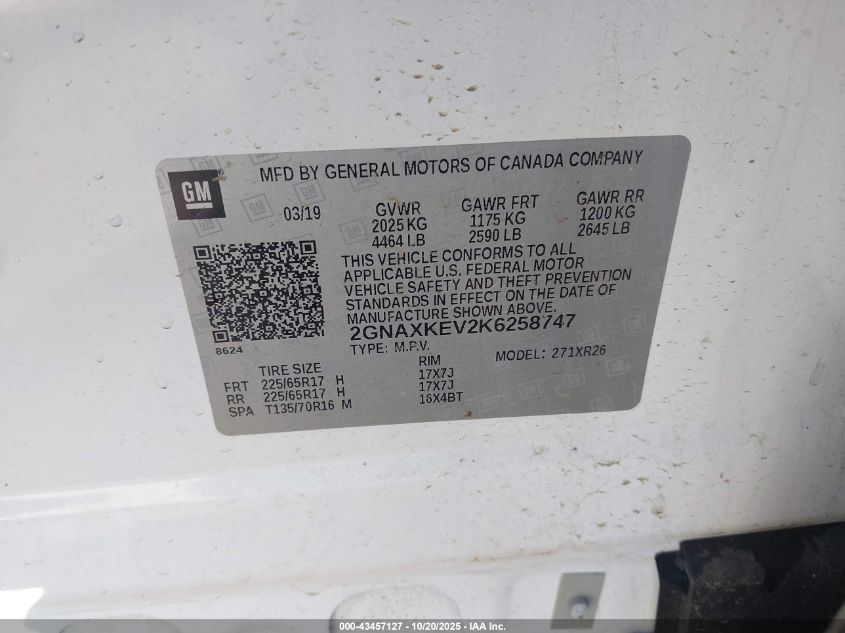 GM
MFD BY GENERAL MOTORS OF CANADA COMPANY
03/19
GVWR
2025 KG
4464 LB
GAWR FRT
1175 KG
2590 LB
GAWR RR
1200 KG
2645 LB
THIS VEHICLE CONFORMS TO ALL
APPLICABLE U.S. FEDERAL MOTOR
VEHICLE SAFETY AND THEFT PREVENTION
STANDARDS IN EFFECT ON THE DATE OF
MANUFACTURE SHOWN ABOVE.
2GNAXKEV2K6258747
8624
TYPE: M.P.V.
MODEL: 271XR26
TIRE SIZE RIM
FRT 225/65R17 H 17X7J
RR 225/65R17 H 17X7J
SPA T135/70R16 M 16X4BT
000-43457127 - 10/20/2025 - IAA Inc.